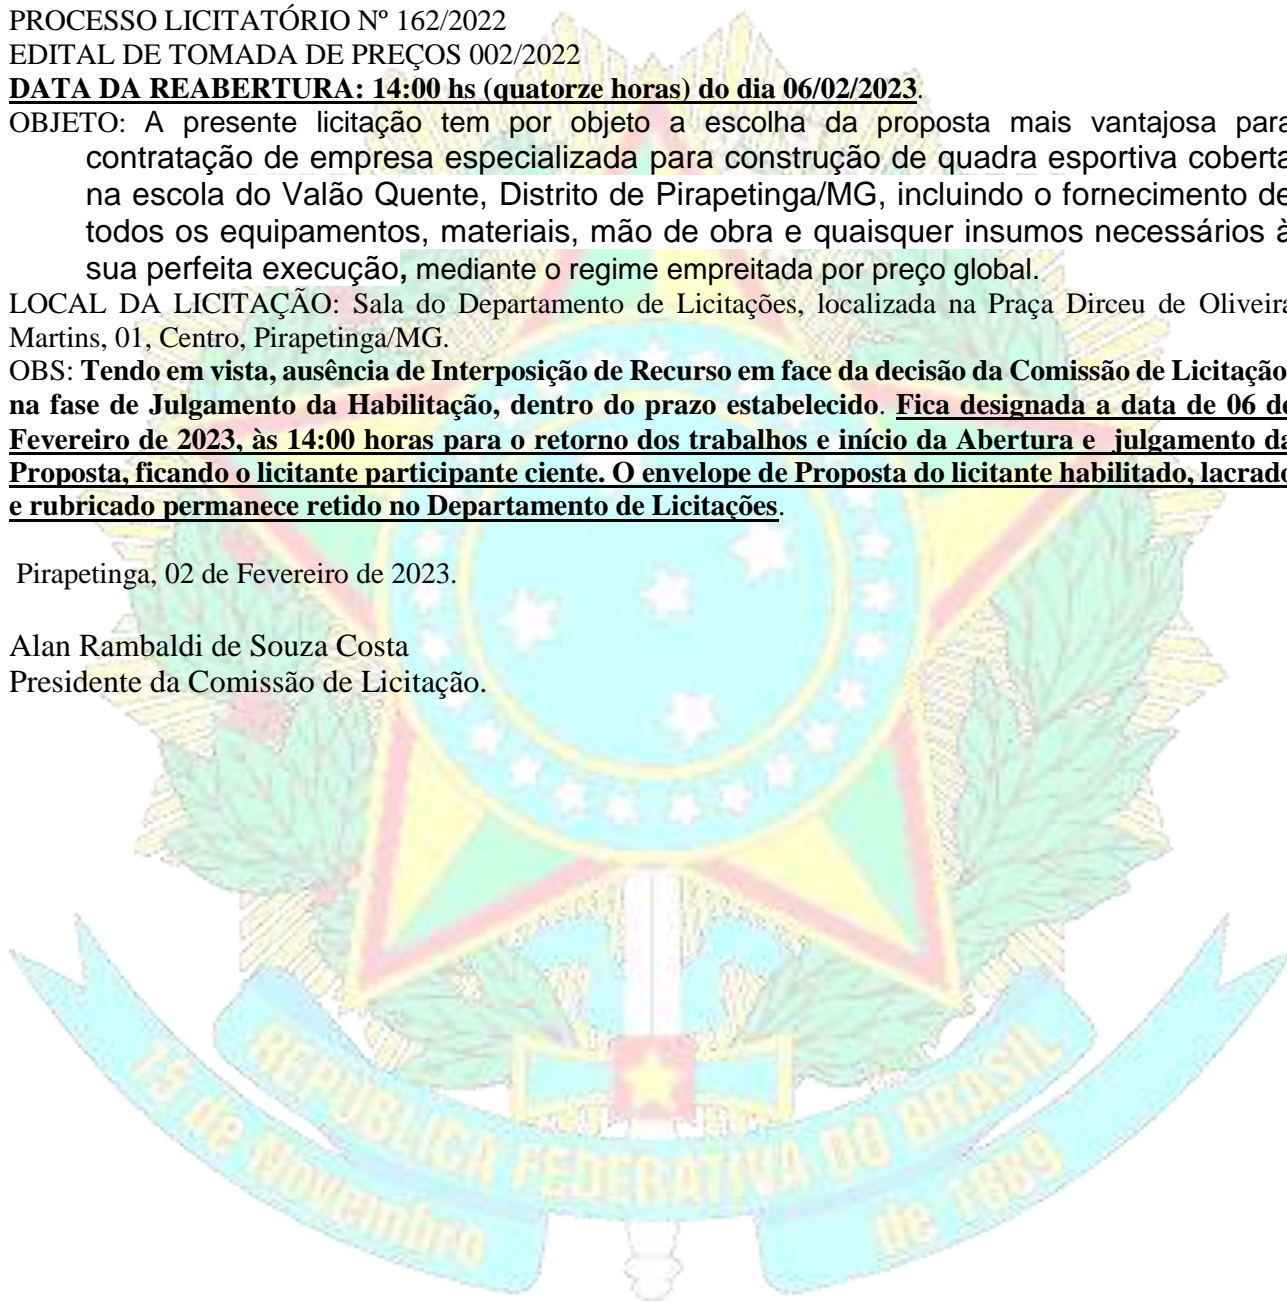 PROCESSO LICITATÓRIO Nº 162/2022
EDITAL DE TOMADA DE PREÇOS 002/2022
DATA DA REABERTURA: 14:00 hs (quatorze horas) do dia 06/02/2023.
OBJETO: A presente licitação tem por objeto a escolha da proposta mais vantajosa para
contratação de empresa especializada para construção de quadra esportiva coberta
na escola do Valão Quente, Distrito de Pirapetinga/MG, incluindo o fornecimento de
todos os equipamentos, materiais, mão de obra e quaisquer insumos necessários à
sua perfeita execução, mediante o regime empreitada por preço global.
LOCAL DA LICITAÇÃO: Sala do Departamento de Licitações, localizada na Praça Dirceu de Oliveira
Martins, 01, Centro, Pirapetinga/MG.
OBS: Tendo em vista, ausência de Interposição de Recurso em face da decisão da Comissão de Licitação
na fase de Julgamento da Habilitação, dentro do prazo estabelecido. Fica designada a data de 06 de
Fevereiro de 2023, às 14:00 horas para o retorno dos trabalhos e início da Abertura e julgamento da
Proposta, ficando o licitante participante ciente. O envelope de Proposta do licitante habilitado, lacrado
e rubricado permanece retido no Departamento de Licitações.
Pirapetinga, 02 de Fevereiro de 2023.
Alan Rambaldi de Souza Costa
Presidente da Comissão de Licitação.
REPÚBLICA FEDERATIVA DO BRASIL
15 de Novembro de 1889